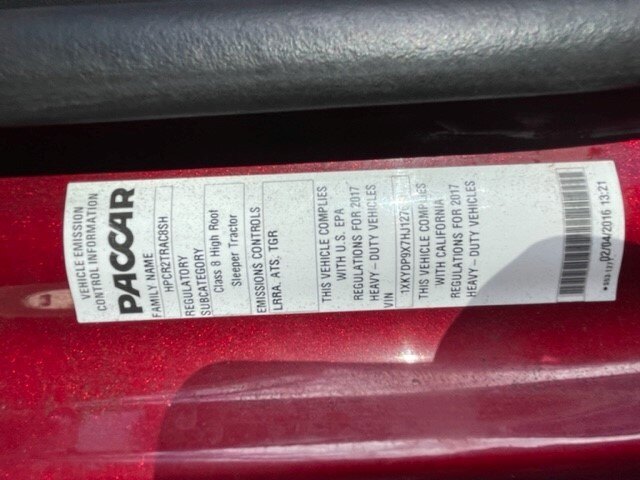 VEHICLE EMISSION
CONTROL INFORMATION
PACCAR
FAMILY NAME
HPCR2TRAC8SH
REGULATORY
SUBCATEGORY
Class 8 High Roof
Sleeper Tractor
EMISSIONS CONTROLS
LRRA, ATS, TGR
THIS VEHICLE COMPLIES
WITH U.S. EPA
REGULATIONS FOR 2017
HEAVY-DUTY VEHICLES
VIN
THIS VEHICLE COMPLIES
WITH CALIFORNIA
REGULATIONS FOR 2017
HEAVY-DUTY VEHICLES
02/04/2016 13:21